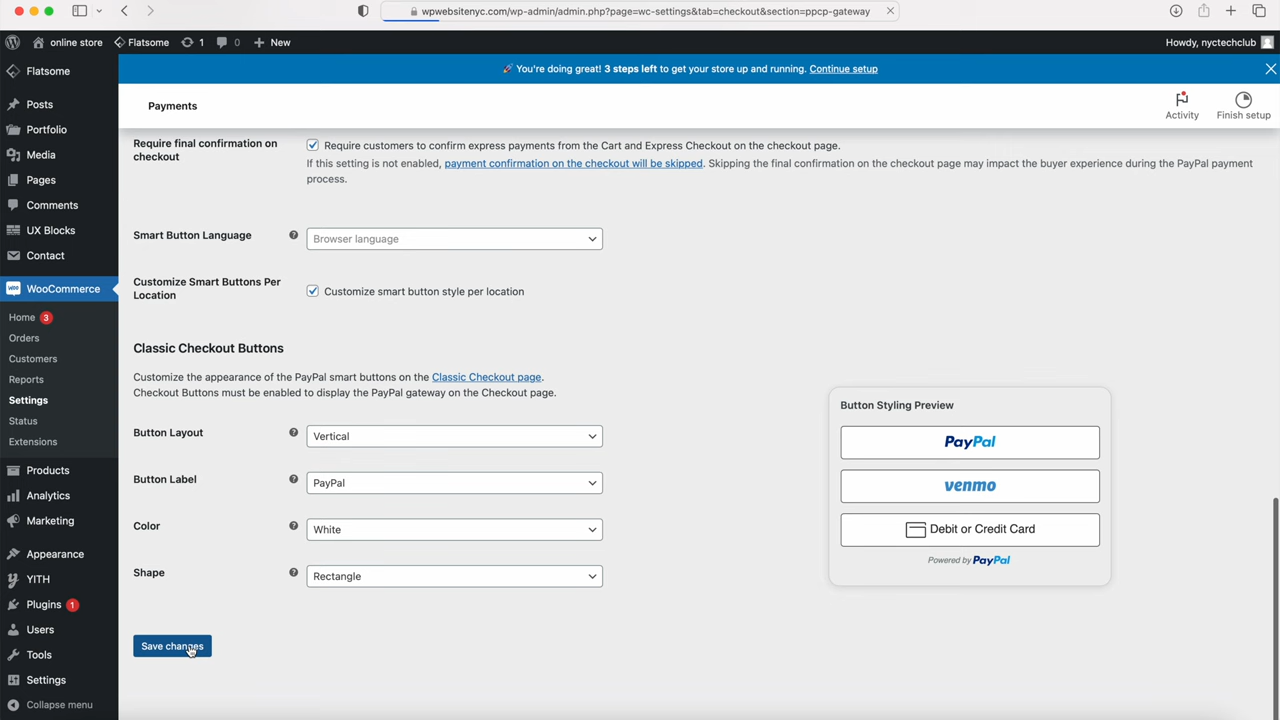 wpwebsitenyc.com/wp-admin/admin.php?page=wc-settings&tab=checkout&section=ppcp-gateway
online store
Flatsome
1
0
New
Howdy, nyctechclub
Flatsome
Posts
Portfolio
Media
Pages
Comments
UX Blocks
Contact
WooCommerce
Home 3
Orders
Customers
Reports
Settings
Status
Extensions
Products
Analytics
Marketing
Appearance
YITH
Plugins 1
Users
Tools
Settings
Collapse menu
🚀 You're doing great! 3 steps left to get your store up and running. Continue setup
Payments
Activity
Finish setup
Require final confirmation on
checkout
Require customers to confirm express payments from the Cart and Express Checkout on the checkout page.
If this setting is not enabled, payment confirmation on the checkout will be skipped. Skipping the final confirmation on the checkout page may impact the buyer experience during the PayPal payment
process.
Smart Button Language
Browser language
Customize Smart Buttons Per
Location
Customize smart button style per location
Classic Checkout Buttons
Customize the appearance of the PayPal smart buttons on the Classic Checkout page.
Checkout Buttons must be enabled to display the PayPal gateway on the Checkout page.
Button Layout
Vertical
Button Label
PayPal
Color
White
Shape
Rectangle
Button Styling Preview
PayPal
venmo
Debit or Credit Card
Powered by PayPal
Save changes